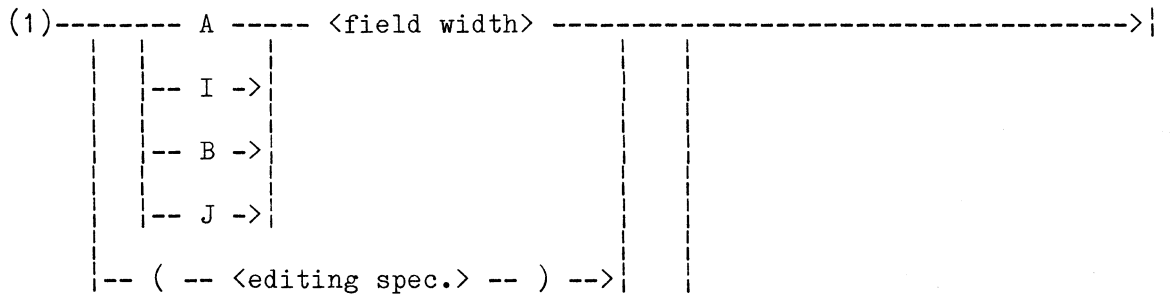 (1)-------- A ----- <field width> ----------------------------------->|
|-- I ->|
|-- B ->|
|-- J ->|
|-- ( -- <editing spec.> -- ) -->|